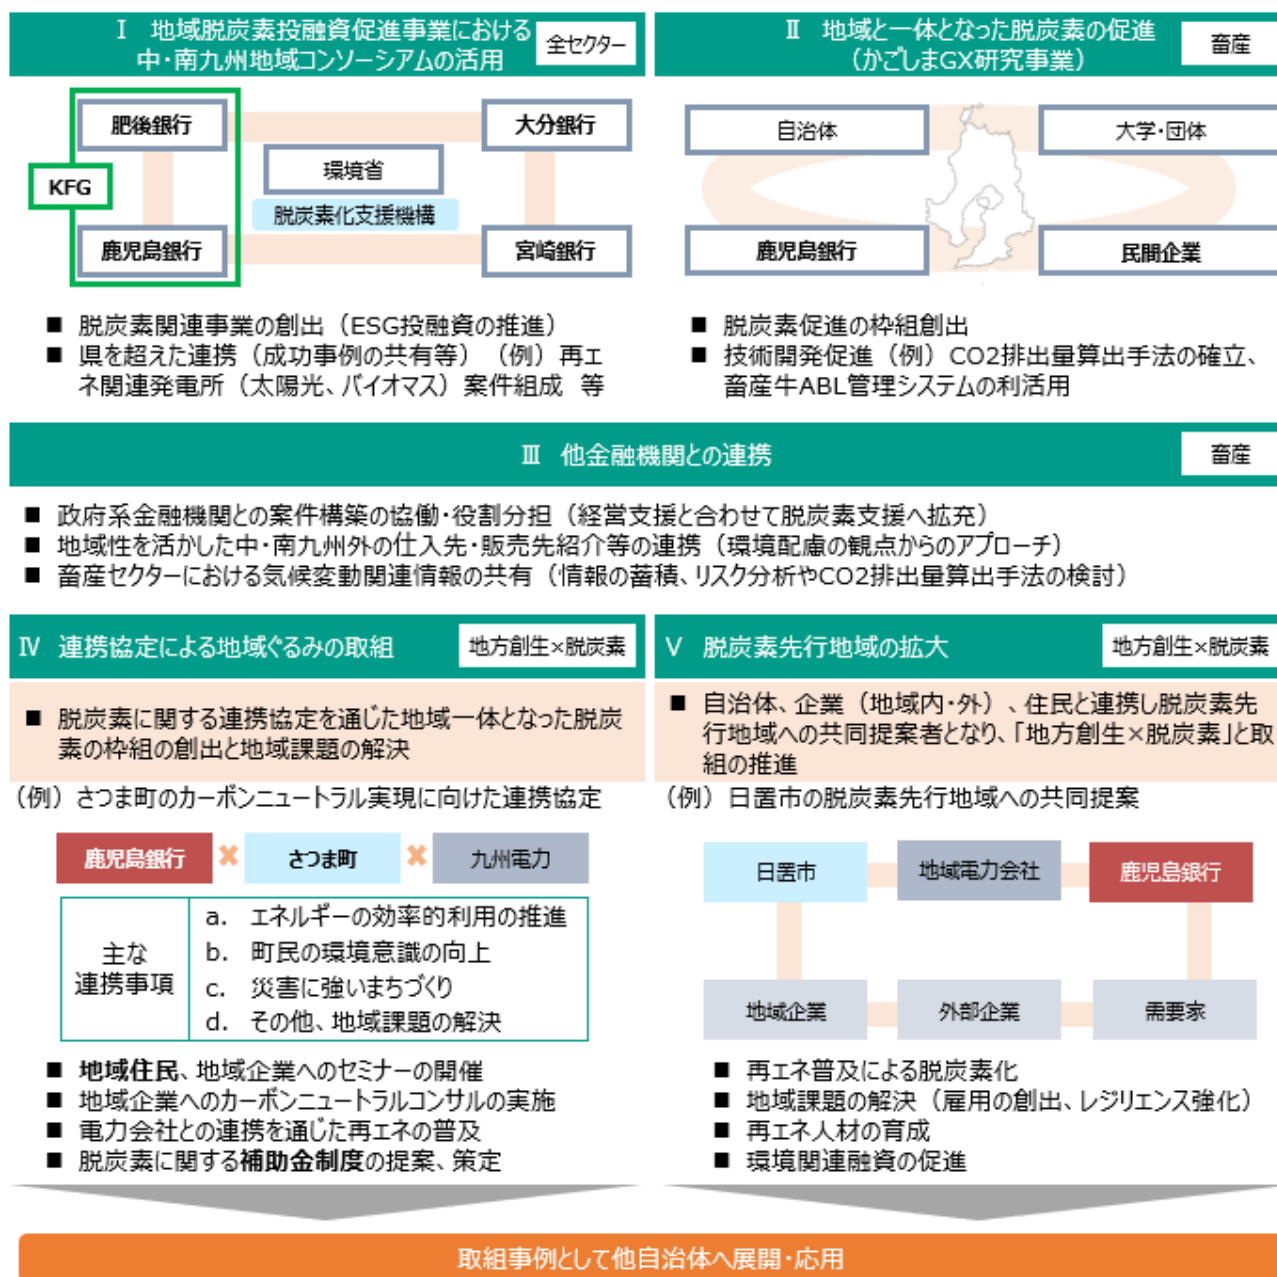 Ⅰ 地域脱炭素投融資促進事業における
中・南九州地域コンソーシアムの活用
全セクター
肥後銀行
大分銀行
環境省
KFG
脱炭素化支援機構
鹿児島銀行
宮崎銀行
■ 脱炭素関連事業の創出（ESG投融資の推進）
■ 県を超えた連携（成功事例の共有等）（例）再エ
ネ関連発電所（太陽光、バイオマス）案件組成 等
Ⅱ 地域と一体となった脱炭素の促進
（かごしまGX研究事業）
畜産
自治体
大学・団体
鹿児島銀行
民間企業
■ 脱炭素促進の枠組創出
■ 技術開発促進（例）CO2排出量算出手法の確立、
畜産牛ABL管理システムの利活用
Ⅲ 他金融機関との連携
畜産
■ 政府系金融機関との案件構築の協働・役割分担（経営支援と合わせて脱炭素支援へ拡充）
■ 地域性を活かした中・南九州外の仕入先・販売先紹介等の連携（環境配慮の観点からのアプローチ）
■ 畜産セクターにおける気候変動関連情報の共有（情報の蓄積、リスク分析やCO2排出量算出手法の検討）
Ⅳ 連携協定による地域ぐるみの取組
地方創生×脱炭素
■ 脱炭素に関する連携協定を通じた地域一体となった脱炭
素の枠組の創出と地域課題の解決
（例）さつま町のカーボンニュートラル実現に向けた連携協定
鹿児島銀行 × さつま町 × 九州電力
主な
連携事項
a. エネルギーの効率的利用の推進
b. 町民の環境意識の向上
c. 災害に強いまちづくり
d. その他、地域課題の解決
■ 地域住民、地域企業へのセミナーの開催
■ 地域企業へのカーボンニュートラルコンサルの実施
■ 電力会社との連携を通じた再エネの普及
■ 脱炭素に関する補助金制度の提案、策定
Ⅴ 脱炭素先行地域の拡大
地方創生×脱炭素
■ 自治体、企業（地域内・外）、住民と連携し脱炭素先
行地域への共同提案者となり、「地方創生×脱炭素」と取
組の推進
（例）日置市の脱炭素先行地域への共同提案
日置市
地域電力会社
鹿児島銀行
地域企業
外部企業
需要家
■ 再エネ普及による脱炭素化
■ 地域課題の解決（雇用の創出、レジリエンス強化）
■ 再エネ人材の育成
■ 環境関連融資の促進
取組事例として他自治体へ展開・応用